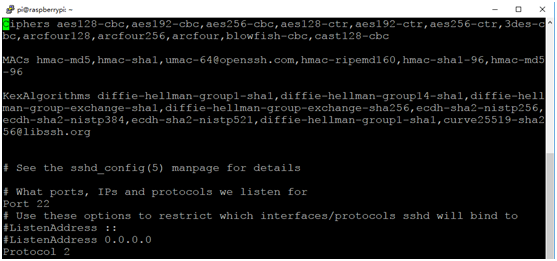 pi@raspberrypi: ~
Ciphers aes128-cbc,aes192-cbc,aes256-cbc,aes128-ctr,aes192-ctr,aes256-ctr,3des-c
bc,arcfour128,arcfour256,arcfour,blowfish-cbc,cast128-cbc
MACs hmac-md5,hmac-sha1,umac-64@openssh.com,hmac-ripemd160,hmac-sha1-96,hmac-md5
-96
KexAlgorithms diffie-hellman-group1-sha1,diffie-hellman-group14-sha1,diffie-hell
man-group-exchange-sha1,diffie-hellman-group-exchange-sha256,ecdh-sha2-nistp256,
ecdh-sha2-nistp384,ecdh-sha2-nistp521,diffie-hellman-group1-sha1,curve25519-sha2
56@libssh.org
# See the sshd_config(5) manpage for details
# What ports, IPs and protocols we listen for
Port 22
# Use these options to restrict which interfaces/protocols sshd will bind to
#ListenAddress ::
#ListenAddress 0.0.0.0
Protocol 2